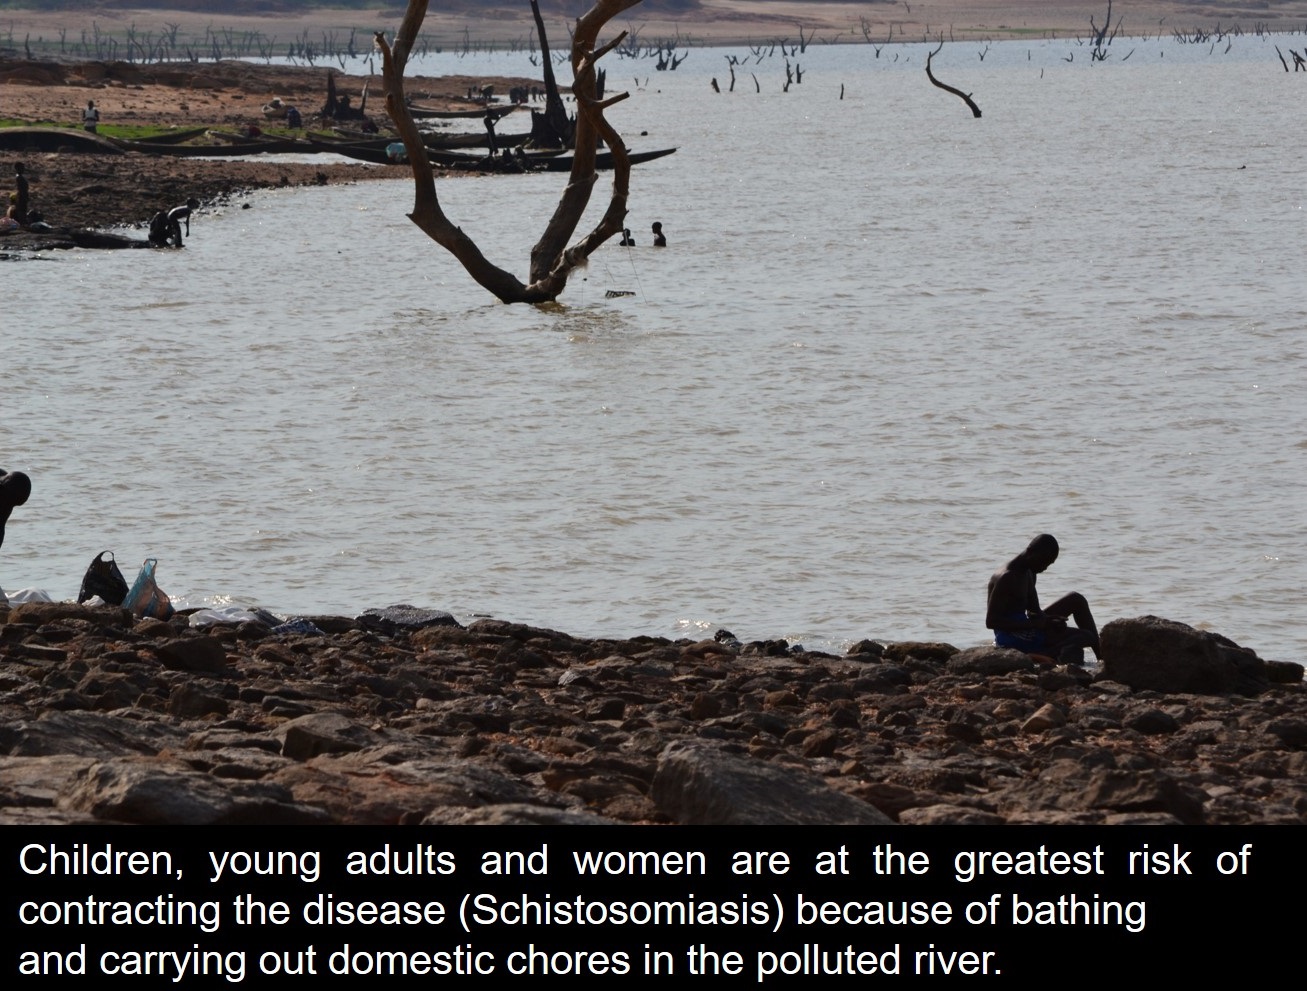 Children, young adults and women are at the greatest risk of
contracting the disease (Schistosomiasis) because of bathing
and carrying out domestic chores in the polluted river.